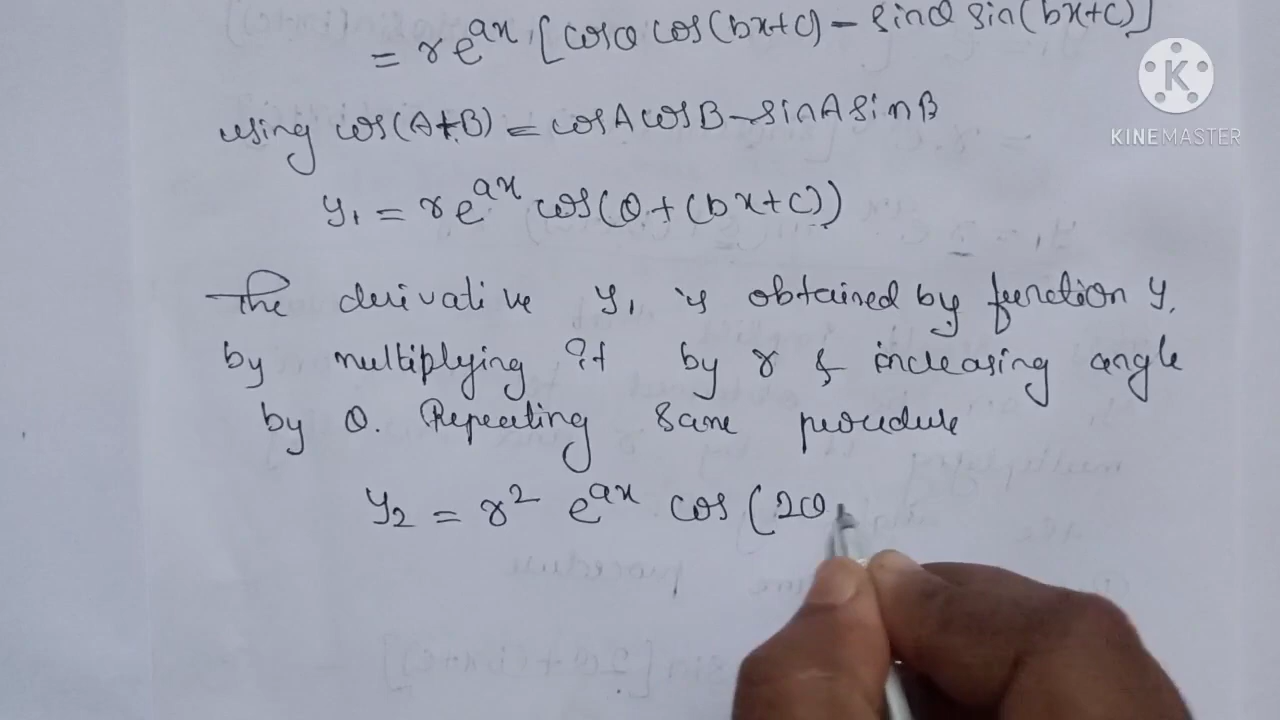 = r e^ax [cosθ cos(bx+c) - sinθ sin(bx+c)]
KINEMASTER
using cos(A+B) = cosA cosB - sinA sinB
y₁ = r e^ax cos(θ + (bx+c))
The derivative y₁ is obtained by function y.
by multiplying it by r & increasing angle
by θ. Repeating same procedure
y₂ = r² e^ax cos (2θ